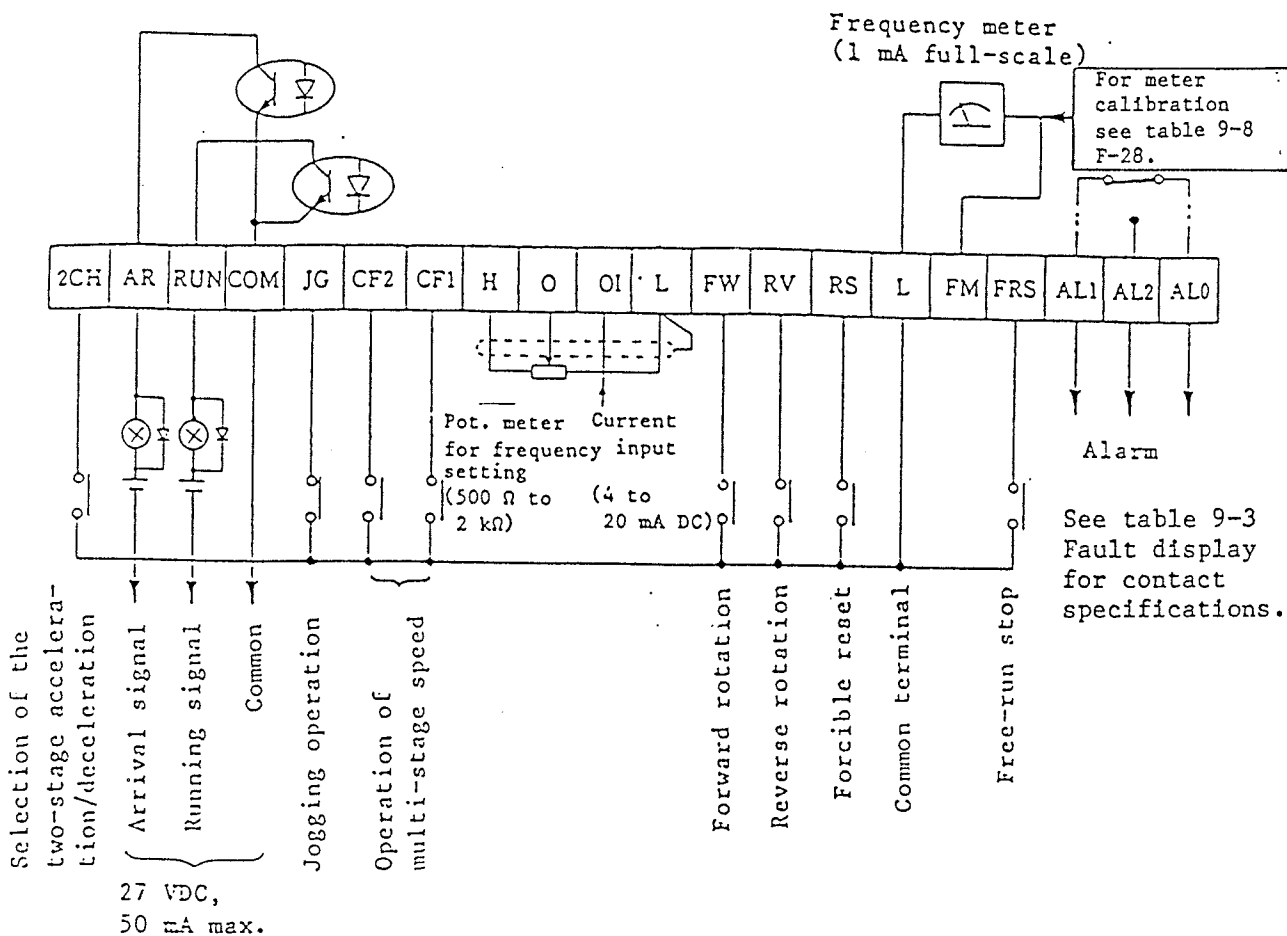 Frequency meter
(1 mA full-scale)
For meter
calibration
see table 9-8
F-28.
2CH AR RUN COM JG CF2 CF1 H O OI L FW RV RS L FM FRS AL1 AL2 AL0
Pot. meter
for frequency
setting
(500 Ω to
2 kΩ)
Current
input
(4 to
20 mA DC)
Alarm
See table 9-3
Fault display
for contact
specifications.
Selection of the
two-stage accelera-
tion/deceleration
Arrival signal
Running signal
Common
27 VDC,
50 mA max.
Jogging operation
Operation of
multi-stage speed
Forward rotation
Reverse rotation
Forcible reset
Common terminal
Free-run stop